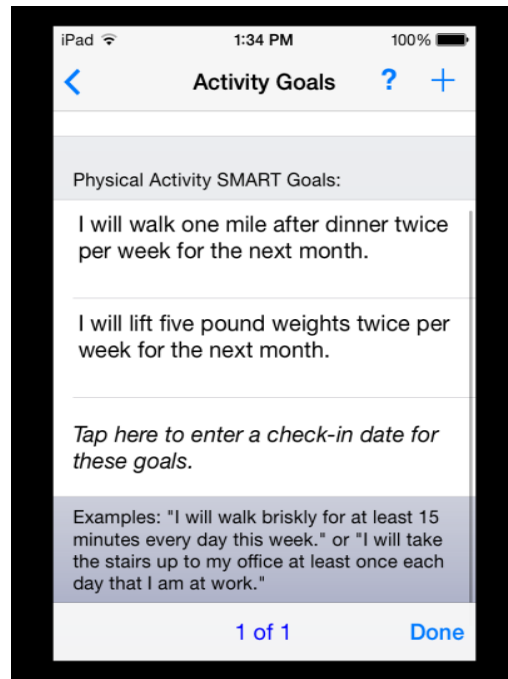 iPad 1:34 PM 100%
Activity Goals ? +
Physical Activity SMART Goals:
I will walk one mile after dinner twice
per week for the next month.
I will lift five pound weights twice per
week for the next month.
Tap here to enter a check-in date for
these goals.
Examples: "I will walk briskly for at least 15
minutes every day this week." or "I will take
the stairs up to my office at least once each
day that I am at work."
1 of 1 Done